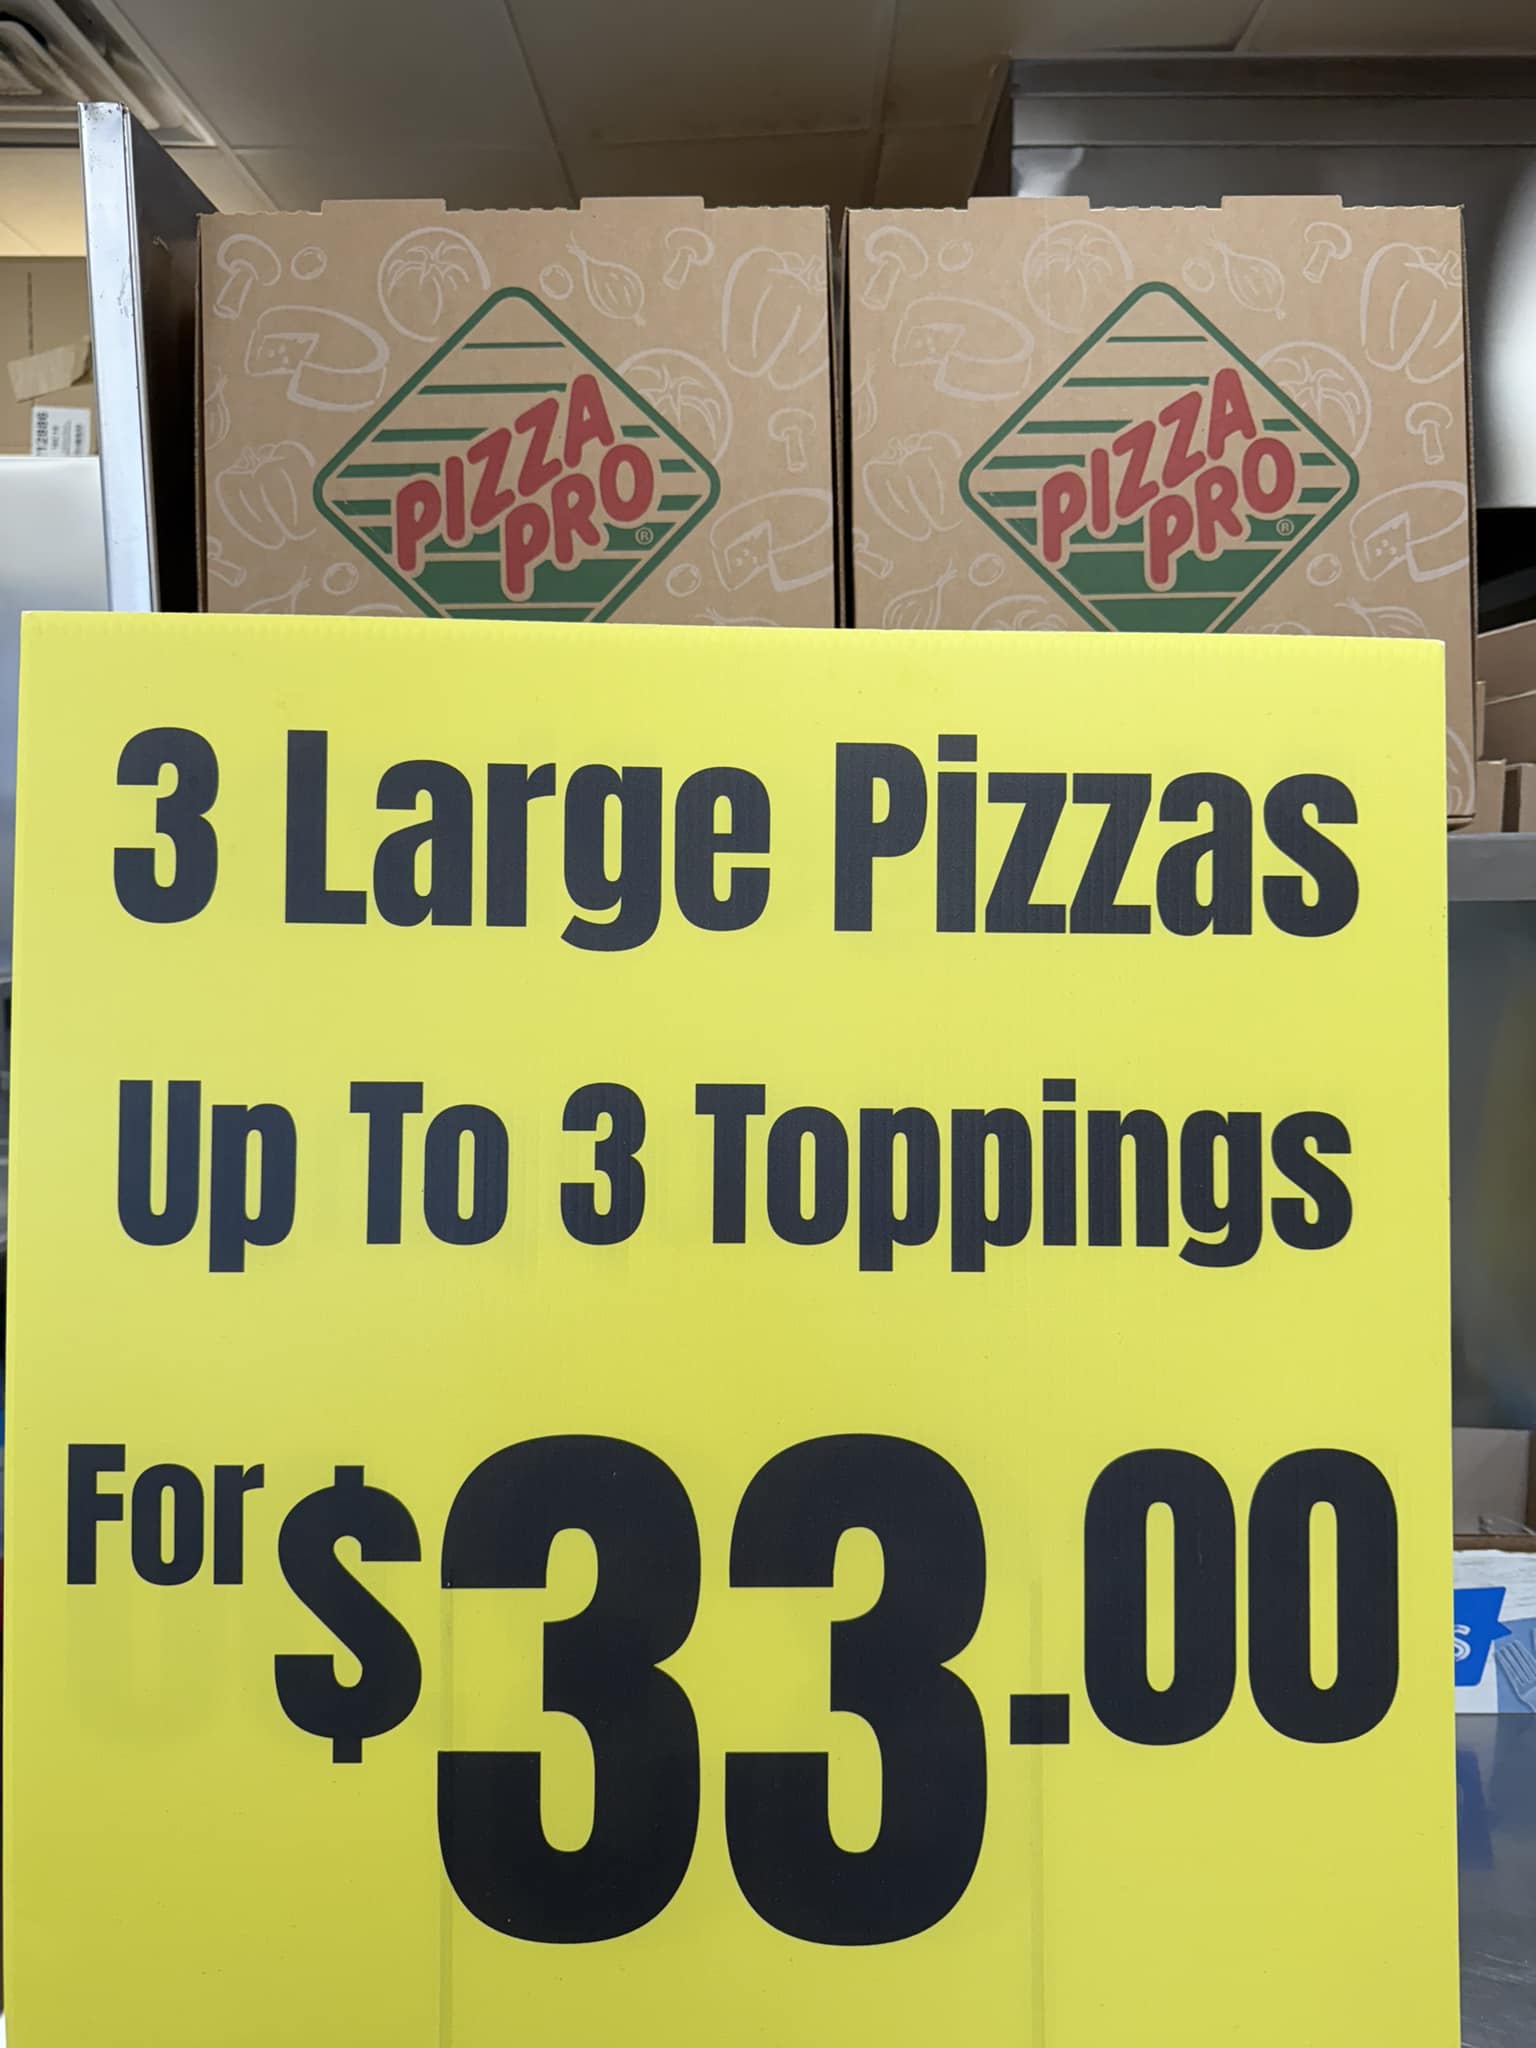 PIZZA
PRO®
PIZZA
PRO®
3 Large Pizzas
Up To 3 Toppings
For $33.00